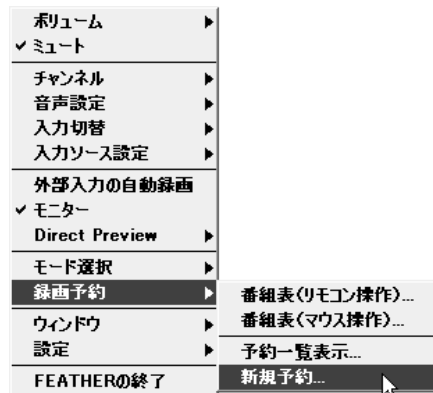 ボリューム
ミュート
チャンネル
音声設定
入力切替
入力ソース設定
外部入力の自動録画
モニター
Direct Preview
モード選択
録画予約
ウィンドウ
設定
FEATHERの終了
番組表(リモコン操作)...
番組表(マウス操作)...
予約一覧表示...
新規予約...